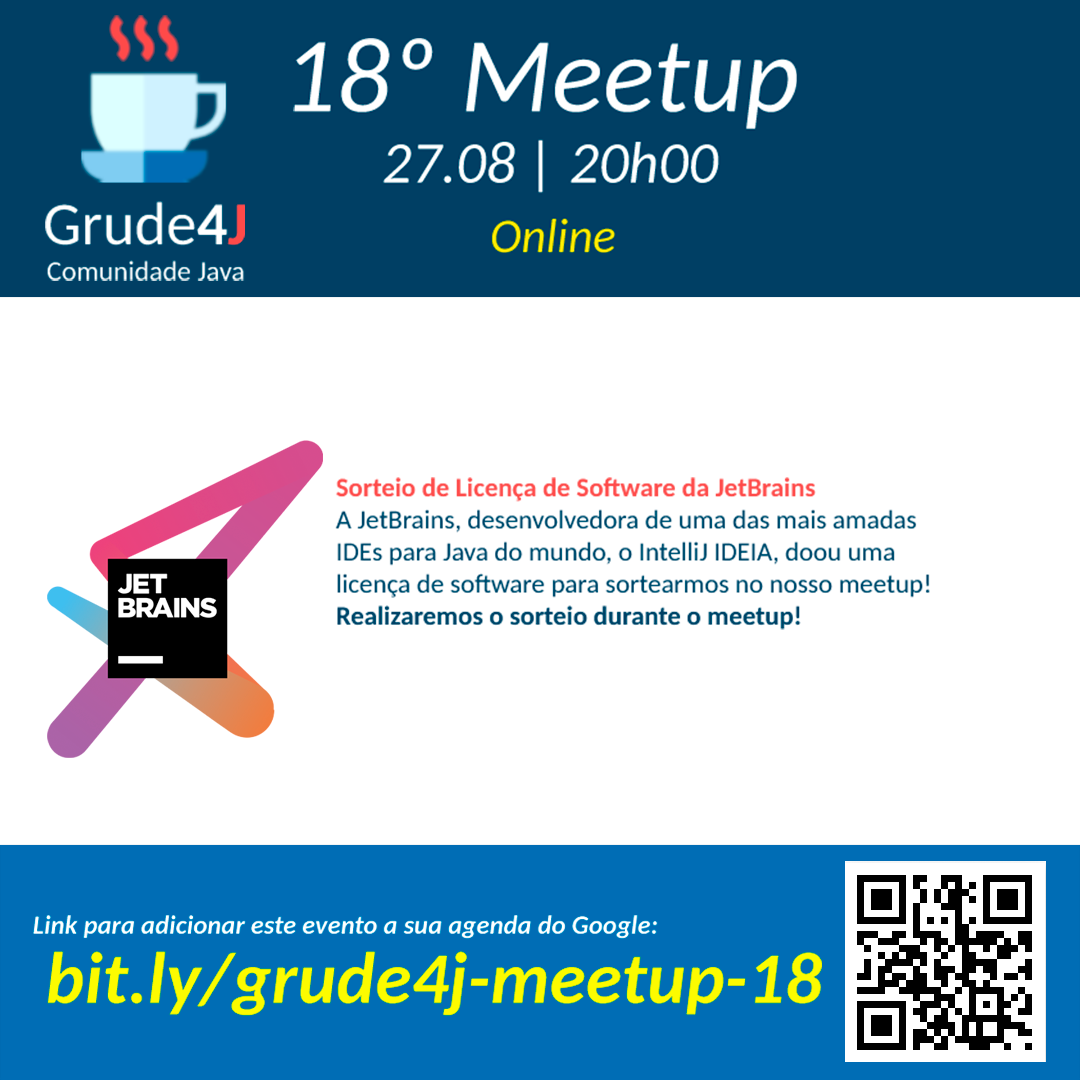 18º Meetup
27.08 | 20h00
Online
Grude4J
Comunidade Java
JET
BRAINS
Sorteio de Licença de Software da JetBrains
A JetBrains, desenvolvedora de uma das mais amadas
IDEs para Java do mundo, o IntelliJ IDEIA, doou uma
licença de software para sortearmos no nosso meetup!
Realizaremos o sorteio durante o meetup!
Link para adicionar este evento a sua agenda do Google:
bit.ly/grude4j-meetup-18